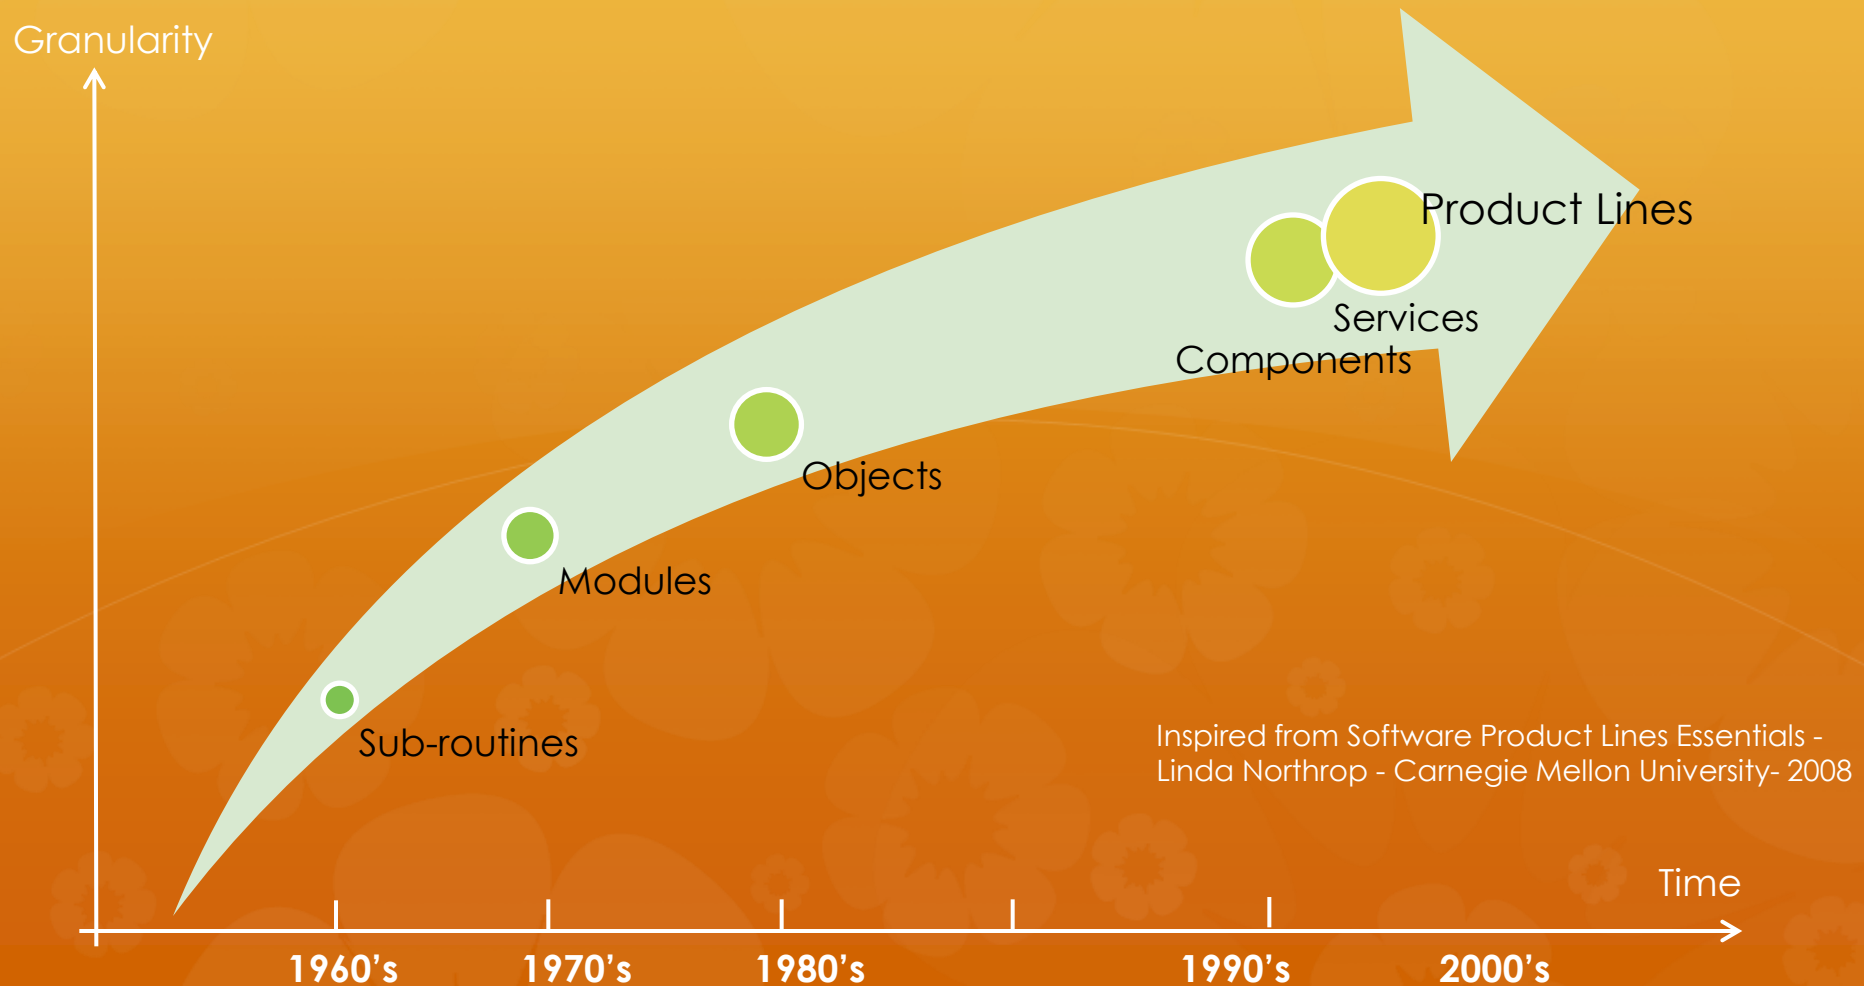 Granularity
Product Lines
Services
Components
Objects
Modules
Sub-routines
Inspired from Software Product Lines Essentials -
Linda Northrop - Carnegie Mellon University- 2008
Time
1960’s 1970’s 1980’s 1990’s 2000’s